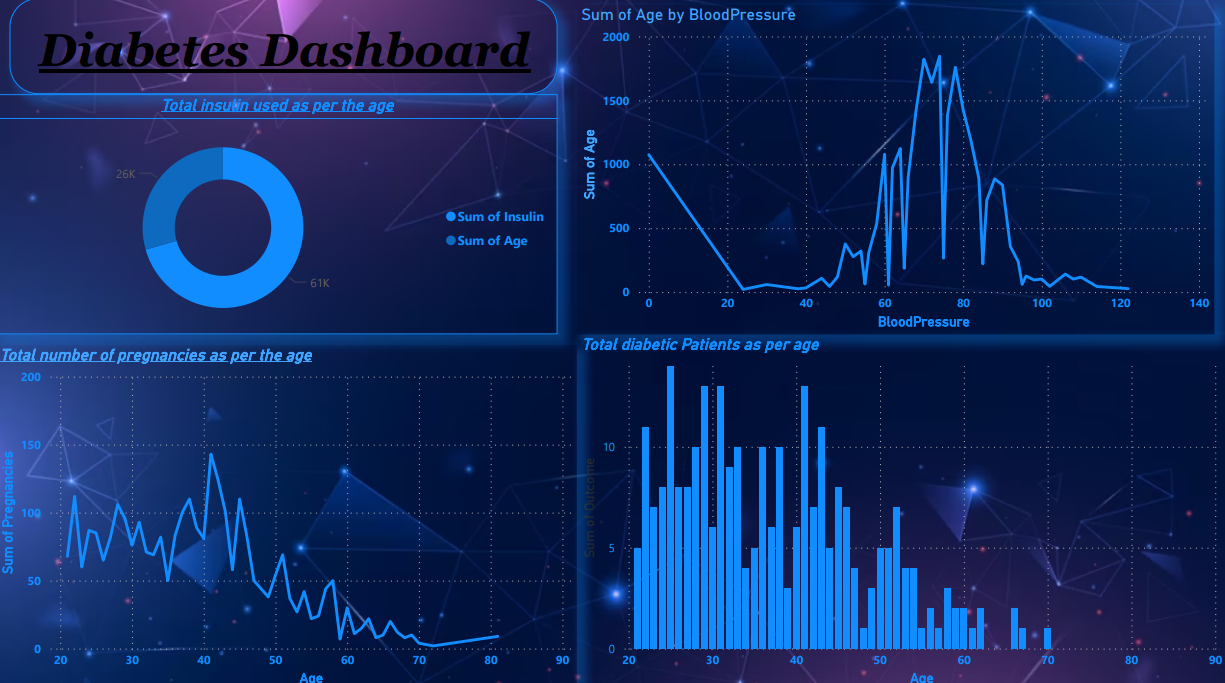 Diabetes Dashboard
Total insulin used as per the age
26K
61K
Sum of Insulin
Sum of Age
Sum of Age by BloodPressure
Sum of Age
2000
1500
1000
500
0
0 20 40 60 80 100 120 140
BloodPressure
Total number of pregnancies as per the age
Sum of Pregnancies
200
150
100
50
0
20 30 40 50 60 70 80 90
Age
Total diabetic Patients as per age
Sum of Outcome
10
5
0
20 30 40 50 60 70 80 90
Age